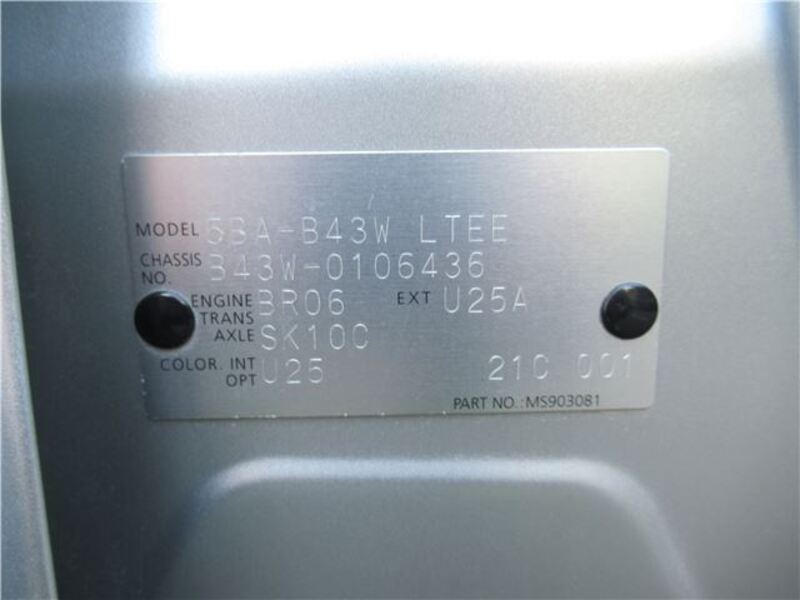 MODEL 5BA-B43W LTEE
CHASSIS NO. B43W-0106436
ENGINE BR06 EXT U25A
TRANS AXLE SK10C
COLOR. INT U25 21C 001
OPT
PART NO.:MS903081